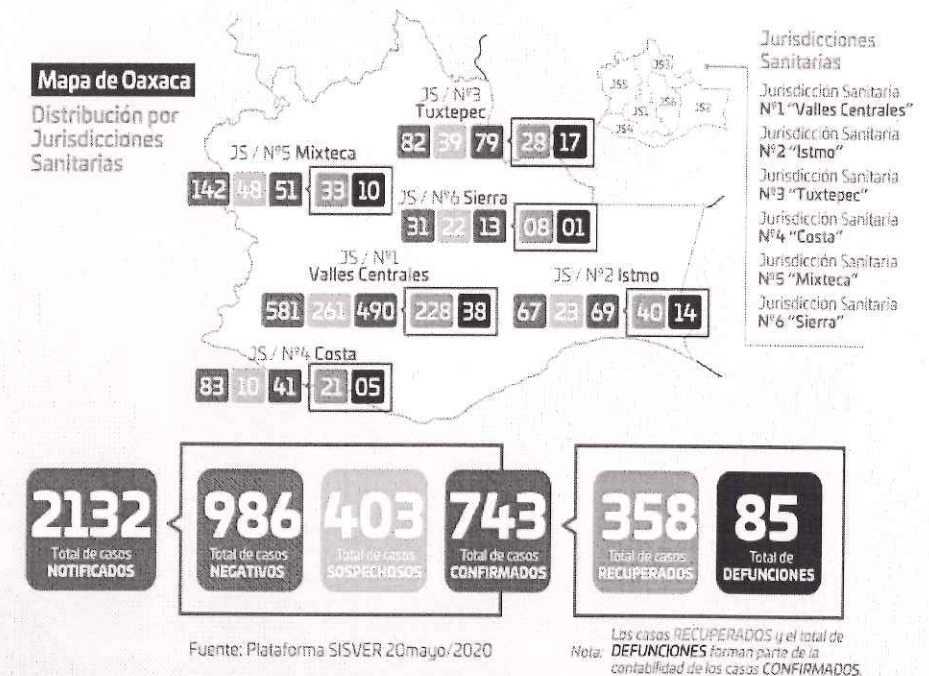 Mapa de Oaxaca
Distribución por
Jurisdicciones
Sanitarias
JS / Nº3
Tuxtepec
82 39 79 28 17
JS / Nº5 Mixteca
142 48 51 33 10
JS / Nº6 Sierra
31 22 13 08 01
JS / Nº1
Valles Centrales
581 261 490 228 38
JS / Nº2 Istmo
67 23 69 40 14
JS / Nº4 Costa
83 10 41 21 05
JS3
JS5
JS1
JS6
JS2
JS4
Jurisdicciones
Sanitarias
Jurisdicción Sanitaria
Nº1 "Valles Centrales"
Jurisdicción Sanitaria
Nº2 "Istmo"
Jurisdicción Sanitaria
Nº3 "Tuxtepec"
Jurisdicción Sanitaria
Nº4 "Costa"
Jurisdicción Sanitaria
Nº5 "Mixteca"
Jurisdicción Sanitaria
Nº6 "Sierra"
2132
Total de casos
NOTIFICADOS
986
Total de casos
NEGATIVOS
403
Total de casos
SOSPECHOSOS
743
Total de casos
CONFIRMADOS
358
Total de casos
RECUPERADOS
85
Total de
DEFUNCIONES
Fuente: Plataforma SISVER 20mayo/2020
Nota: Los casos RECUPERADOS y el total de
DEFUNCIONES forman parte de la
contabilidad de los casos CONFIRMADOS.